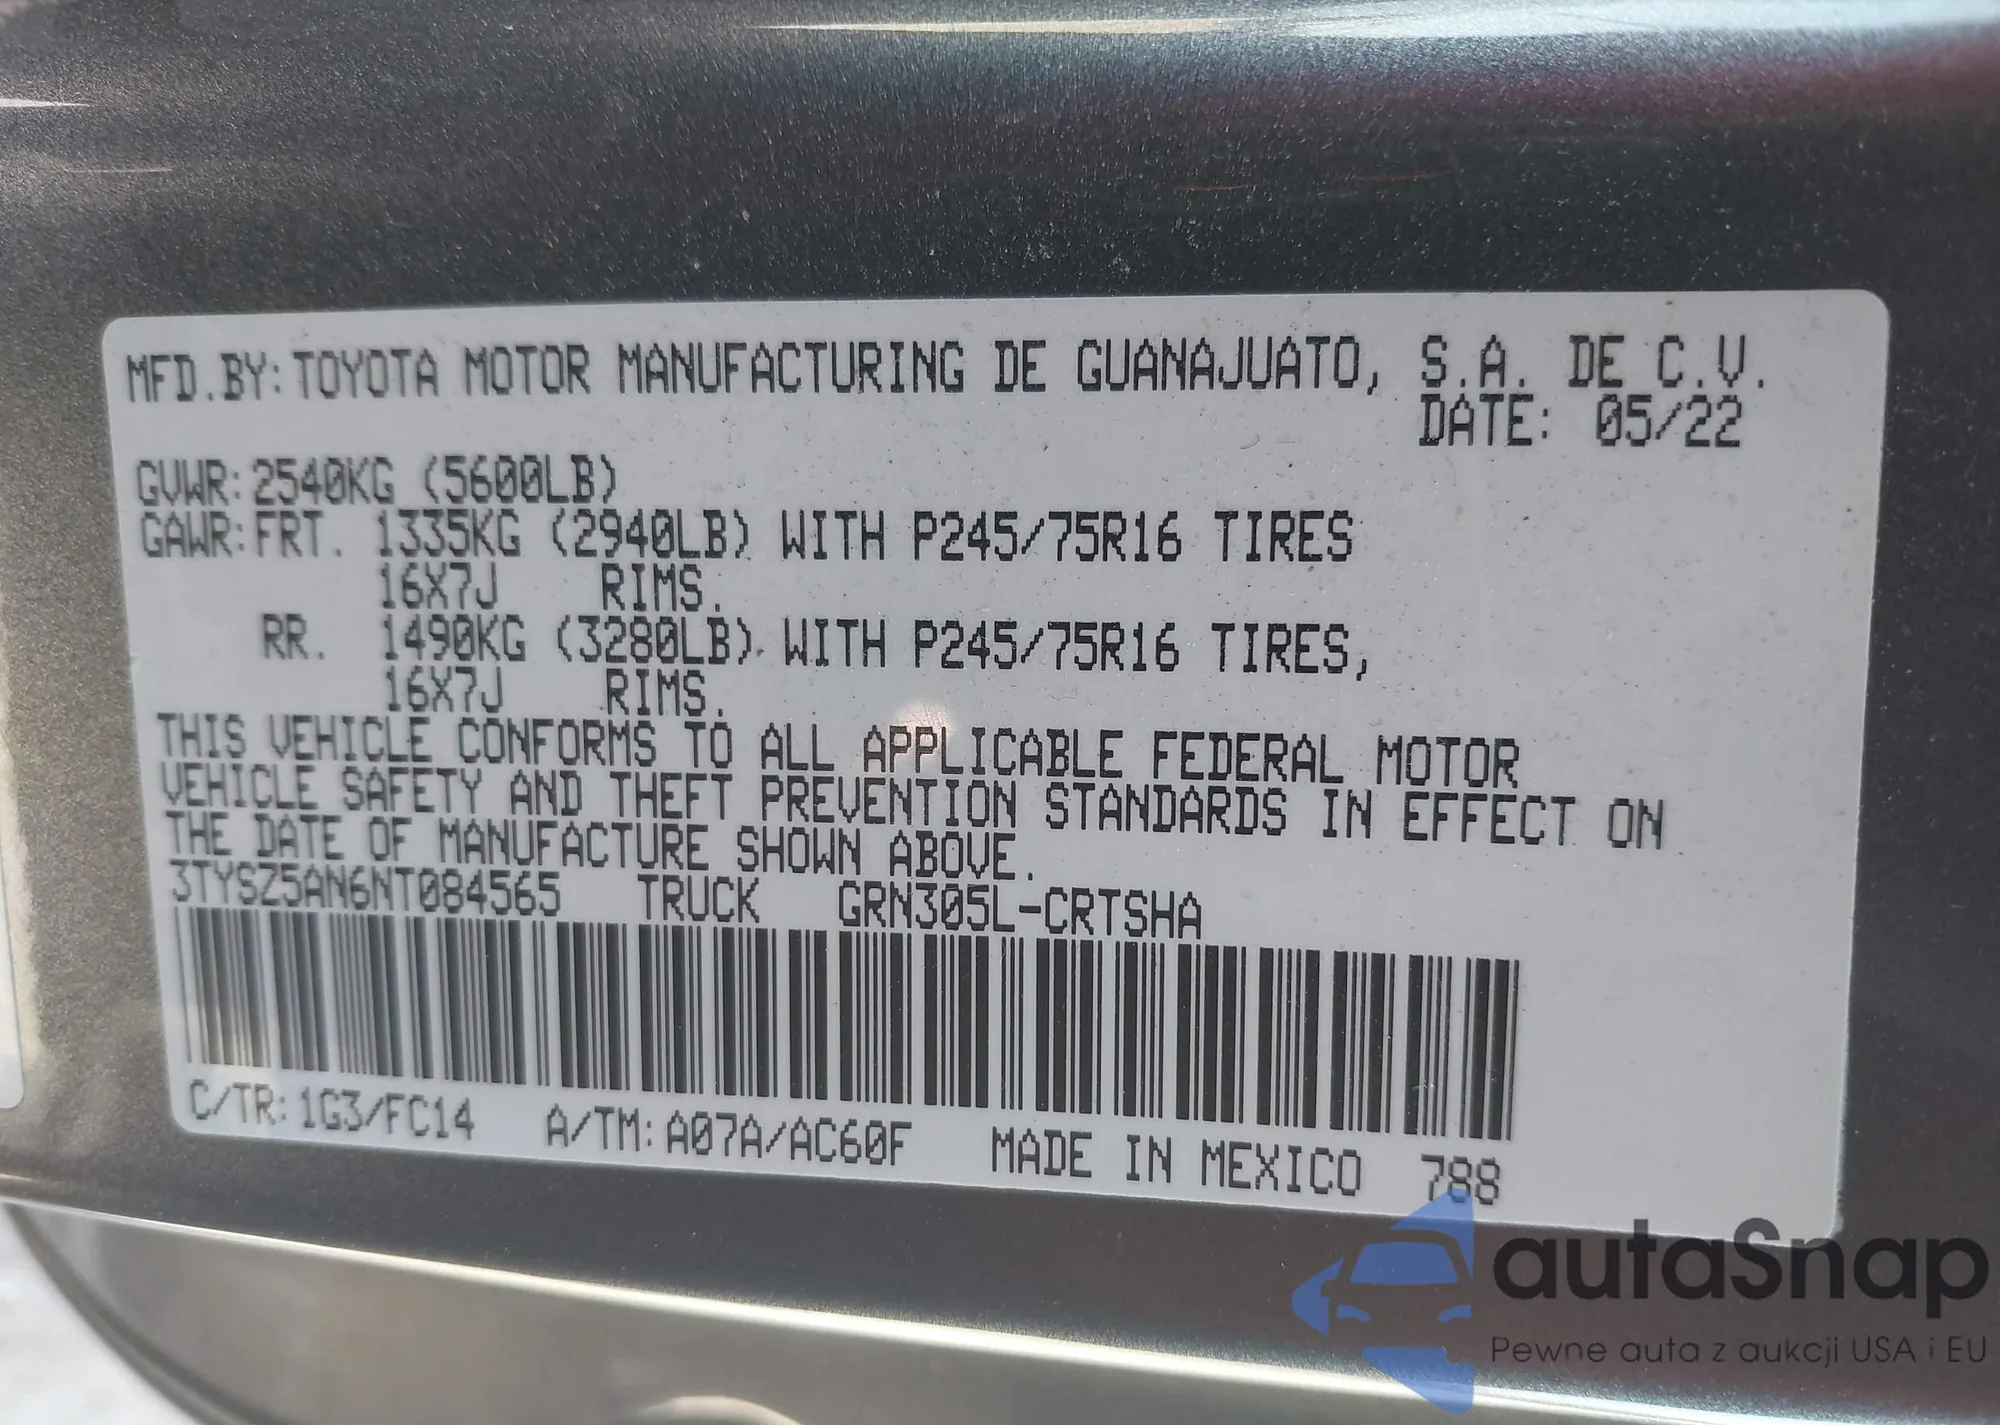 MFD.BY: TOYOTA MOTOR MANUFACTURING DE GUANAJUATO, S.A. DE C.V.
DATE: 05/22
GVWR: 2540KG (5600LB)
GAWR: FRT. 1335KG (2940LB) WITH P245/75R16 TIRES
16X7J RIMS.
RR. 1490KG (3280LB) WITH P245/75R16 TIRES,
16X7J RIMS.
THIS VEHICLE CONFORMS TO ALL APPLICABLE FEDERAL MOTOR
VEHICLE SAFETY AND THEFT PREVENTION STANDARDS IN EFFECT ON
THE DATE OF MANUFACTURE SHOWN ABOVE.
3TYSZ5AN6NT084565 TRUCK GRN305L-CRTSHA
C/TR: 1G3/FC14 A/TM: A07A/AC60F MADE IN MEXICO 788
autaSnap
Pewne auta z aukcji USA i EU